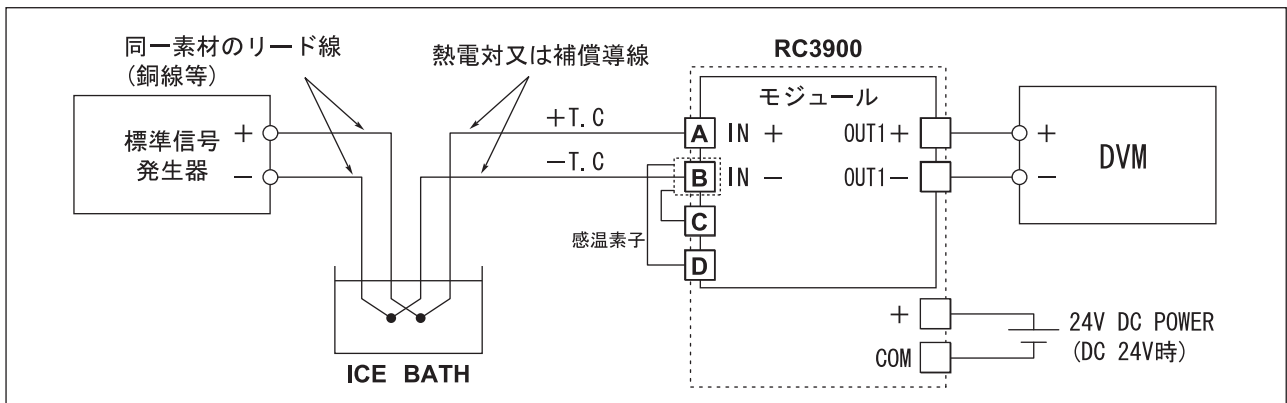 同一素材のリード線
(銅線等)
標準信号
発生器
+
−
熱電対又は補償導線
+T.C
−T.C
ICE BATH
RC3900
モジュール
A IN +
B IN −
C
D
感温素子
OUT1+
OUT1−
+
−
DVM
+
COM
24V DC POWER
(DC 24V時)